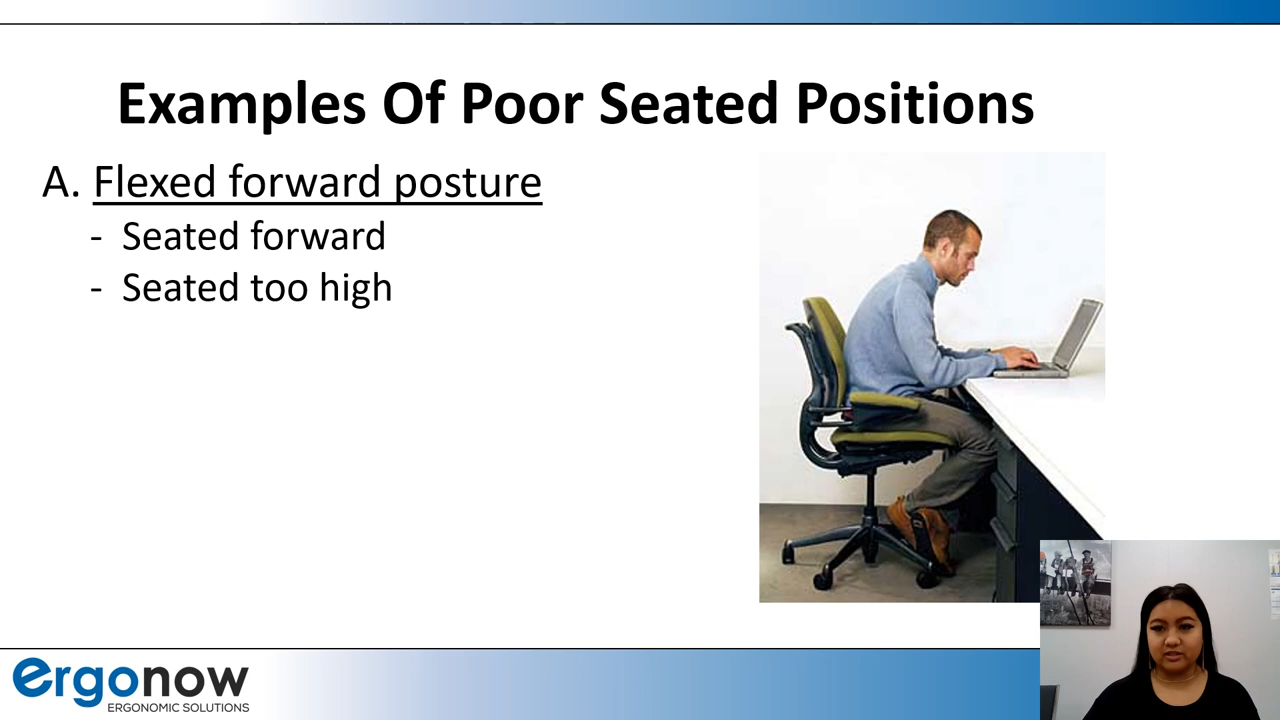 Examples Of Poor Seated Positions
A. Flexed forward posture
- Seated forward
- Seated too high
ergonow
ERGONOMIC SOLUTIONS